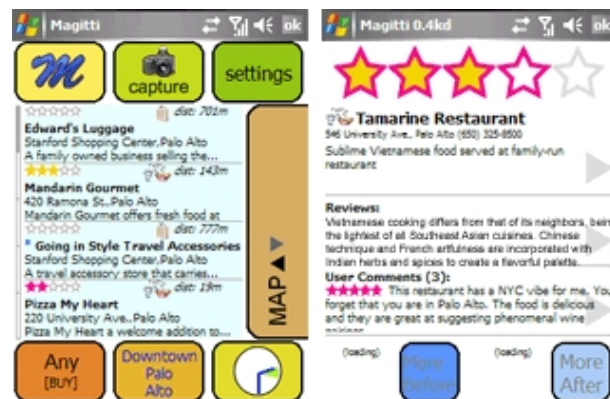 Magitti
ok
capture
settings
dist: 701m
Edward's Luggage
Stanford Shopping Center, Palo Alto
A family owned business selling the...
dist: 143m
Mandarin Gourmet
420 Ramona St., Palo Alto
Mandarin Gourmet offers fresh food at
dist: 777m
Going in Style Travel Accessories
Stanford Shopping Center, Palo Alto
A travel accessory store that carries...
dist: 19m
Pizza My Heart
220 University Ave., Palo Alto
Pizza My Heart a welcome addition to...
MAP
Any
[BUY]
Downtown
Palo
Alto
Magitti 0.4kd
ok
Tamarine Restaurant
546 University Ave., Palo Alto (650) 325-8500
Sublime Vietnamese food served at family-run
restaurant
Reviews:
Vietnamese cooking differs from that of its neighbors, bein
the lightest of all Southeast Asian cuisines. Chinese
technique and French artfulness are incorporated with
Indian herbs and spices to create a flavorful palette.
User Comments (3):
This restaurant has a NYC vibe for me. You
forget that you are in Palo Alto. The food is delicious
and they are great at suggesting phenomenal wine
(loading)
More
Before
(loading)
More
After